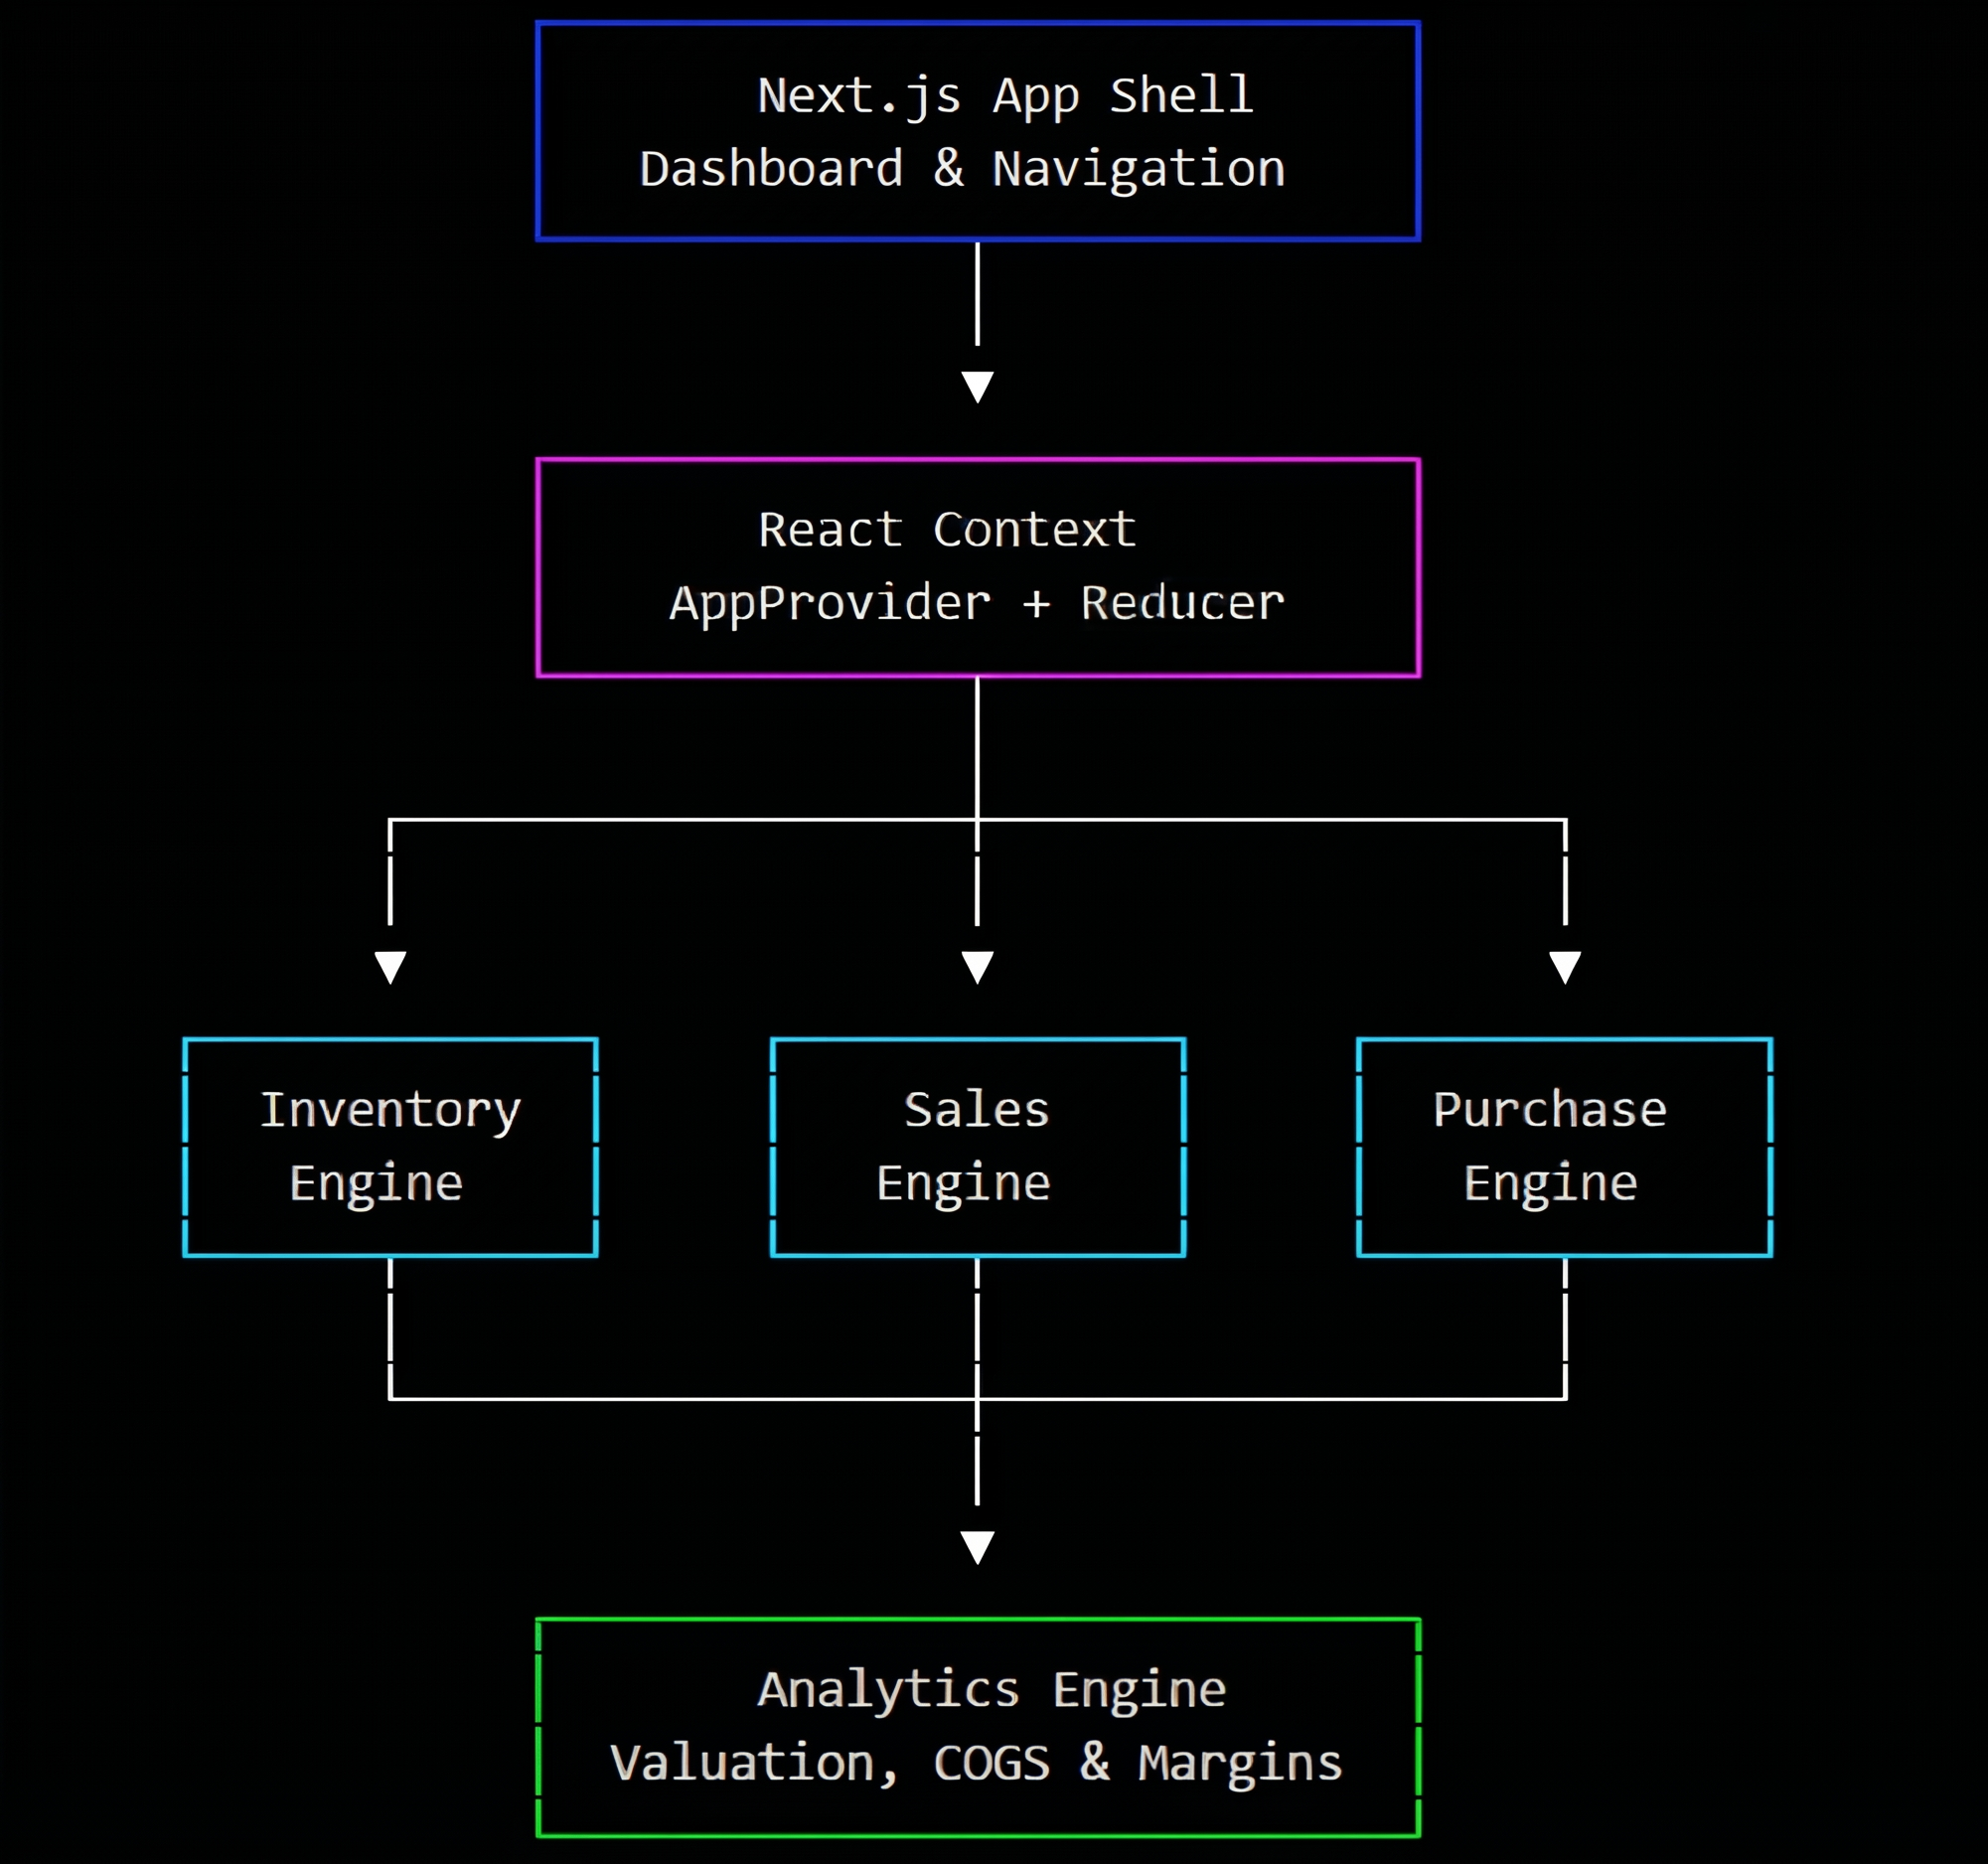 Next.js App Shell
Dashboard & Navigation
React Context
AppProvider + Reducer
Inventory
Engine
Sales
Engine
Purchase
Engine
Analytics Engine
Valuation, COGS & Margins